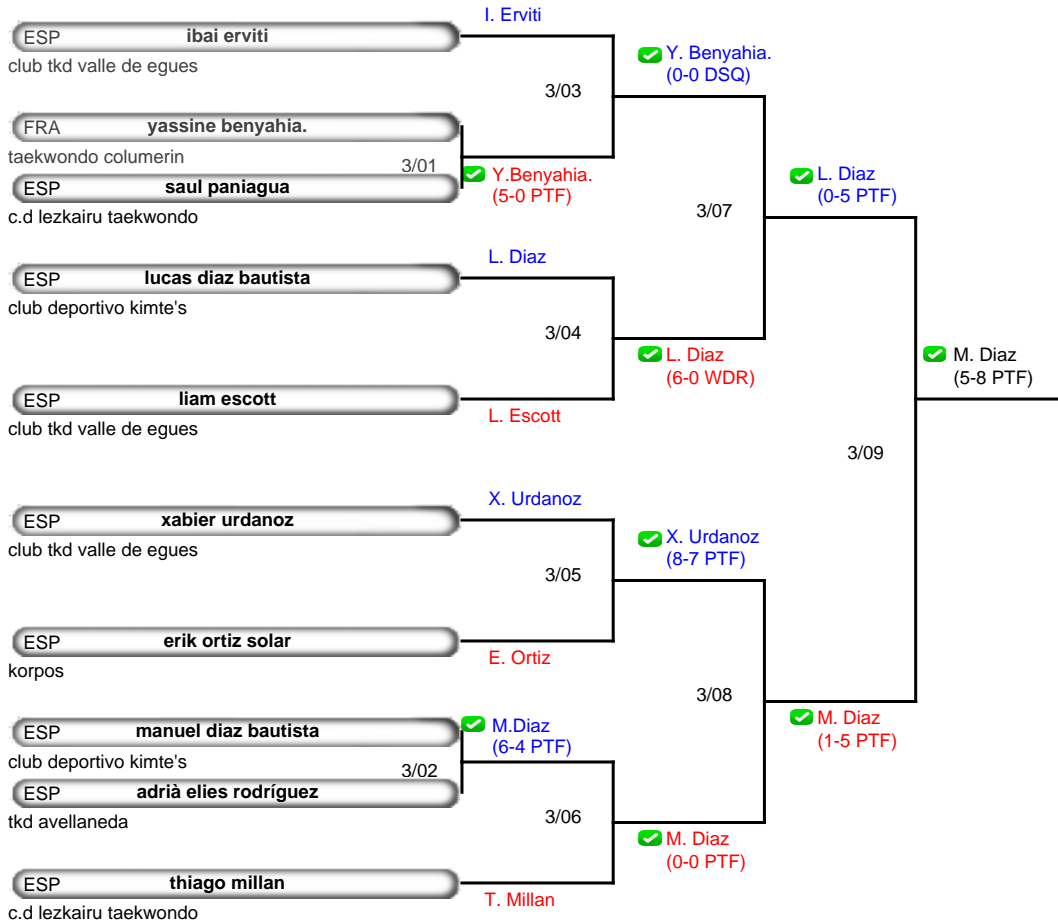 I. Erviti
ESP ibai erviti
club tkd valle de egues
Y. Benyahia.
(0-0 DSQ)
3/03
FRA yassine benyahia.
taekwondo columerin
3/01
Y.Benyahia.
(5-0 PTF)
ESP saul paniagua
c.d lezkairu taekwondo
L. Diaz
(0-5 PTF)
3/07
L. Diaz
ESP lucas diaz bautista
club deportivo kimte's
3/04
L. Diaz
(6-0 WDR)
M. Diaz
(5-8 PTF)
ESP liam escott
L. Escott
club tkd valle de egues
3/09
X. Urdanoz
ESP xabier urdanoz
club tkd valle de egues
X. Urdanoz
(8-7 PTF)
3/05
ESP erik ortiz solar
E. Ortiz
korpos
3/08
M. Diaz
(1-5 PTF)
ESP manuel diaz bautista
M.Diaz
(6-4 PTF)
club deportivo kimte's
3/02
ESP adrià elies rodríguez
tkd avellaneda
3/06
M. Diaz
(0-0 PTF)
ESP thiago millan
T. Millan
c.d lezkairu taekwondo